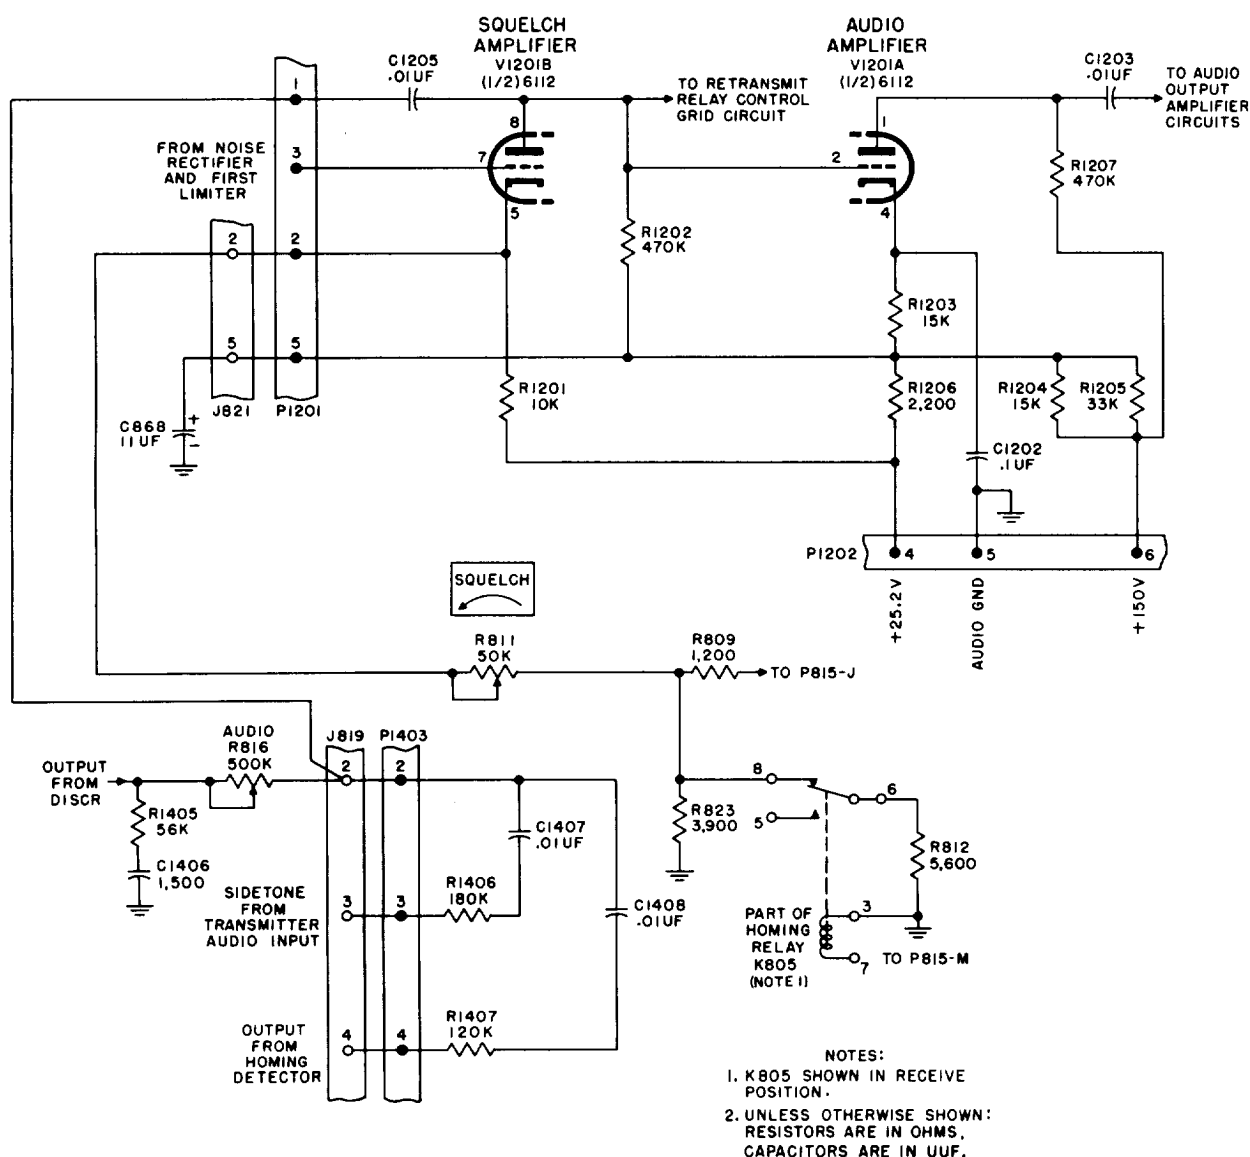 SQUELCH
AMPLIFIER
V1201B
(1/2)6112
AUDIO
AMPLIFIER
V1201A
(1/2)6112
C1205
.01UF
C1203
.01UF
TO RETRANSMIT
RELAY CONTROL
GRID CIRCUIT
TO AUDIO
OUTPUT
AMPLIFIER
CIRCUITS
1
8
1
FROM NOISE
RECTIFIER
AND FIRST
LIMITER
3
7
2
R1207
470K
5
4
2
2
R1202
470K
R1203
15K
5
5
J821
P1201
R1201
10K
R1206
2,200
R1204
15K
R1205
33K
C868
11UF
+
-
C1202
.1UF
P1202
4
5
6
+25.2V
AUDIO GND
+150V
SQUELCH
R811
50K
R809
1,200
TO P815-J
AUDIO
R816
500K
J819
P1403
OUTPUT
FROM
DISCR
2
2
8
6
R1405
56K
C1407
.01UF
R823
3,900
5
R812
5,600
C1406
1,500
SIDETONE
FROM
TRANSMITTER
AUDIO INPUT
3
3
R1406
180K
C1408
.01UF
PART OF
HOMING
RELAY
K805
(NOTE 1)
3
7
TO P815-M
OUTPUT
FROM
HOMING
DETECTOR
4
4
R1407
120K
NOTES:
1. K805 SHOWN IN RECEIVE
POSITION.
2. UNLESS OTHERWISE SHOWN:
RESISTORS ARE IN OHMS,
CAPACITORS ARE IN UUF.